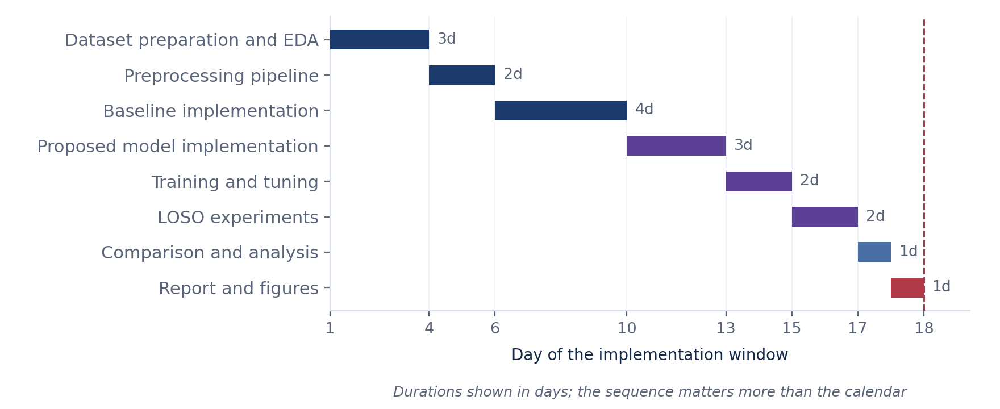 Dataset preparation and EDA 3d
Preprocessing pipeline 2d
Baseline implementation 4d
Proposed model implementation 3d
Training and tuning 2d
LOSO experiments 2d
Comparison and analysis 1d
Report and figures 1d
1 4 6 10 13 15 17 18
Day of the implementation window
Durations shown in days; the sequence matters more than the calendar